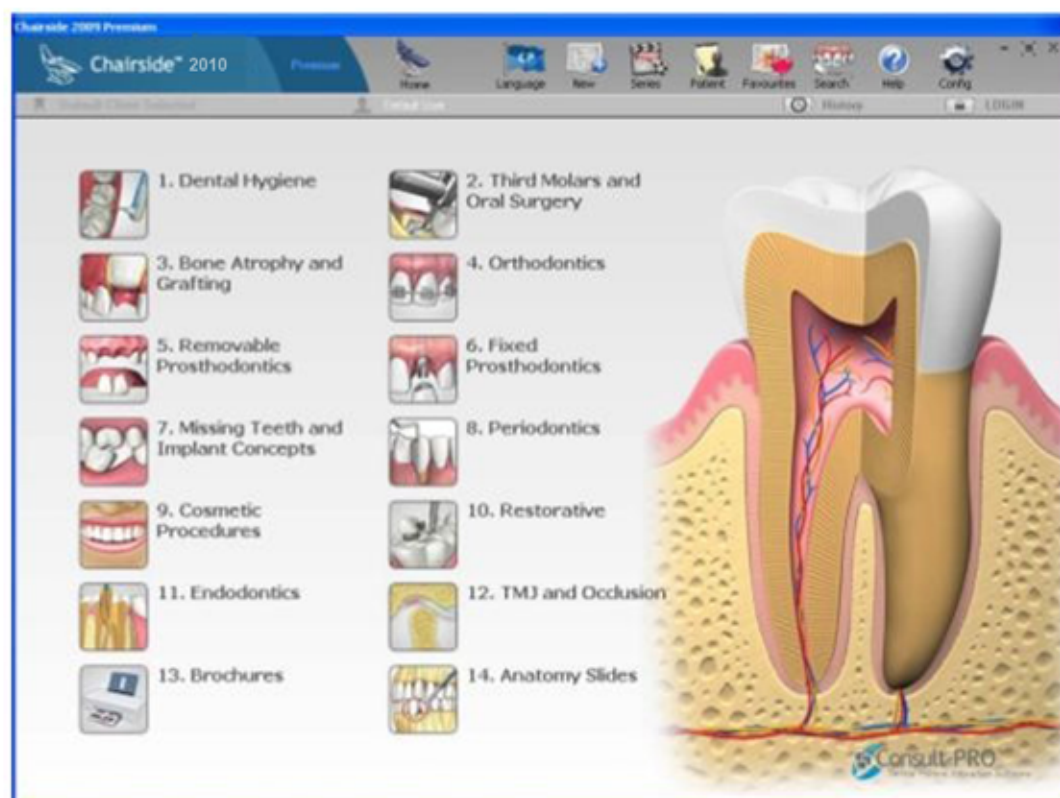 Chairside 2009 Premium
Chairside™ 2010
Premium
Home
Language
New
Series
Patient
Favourites
Search
Help
Config
Default User
History
LOGIN
1. Dental Hygiene
2. Third Molars and
Oral Surgery
3. Bone Atrophy and
Grafting
4. Orthodontics
5. Removable
Prosthodontics
6. Fixed
Prosthodontics
7. Missing Teeth and
Implant Concepts
8. Periodontics
9. Cosmetic
Procedures
10. Restorative
11. Endodontics
12. TMJ and Occlusion
13. Brochures
14. Anatomy Slides
Consult-PRO